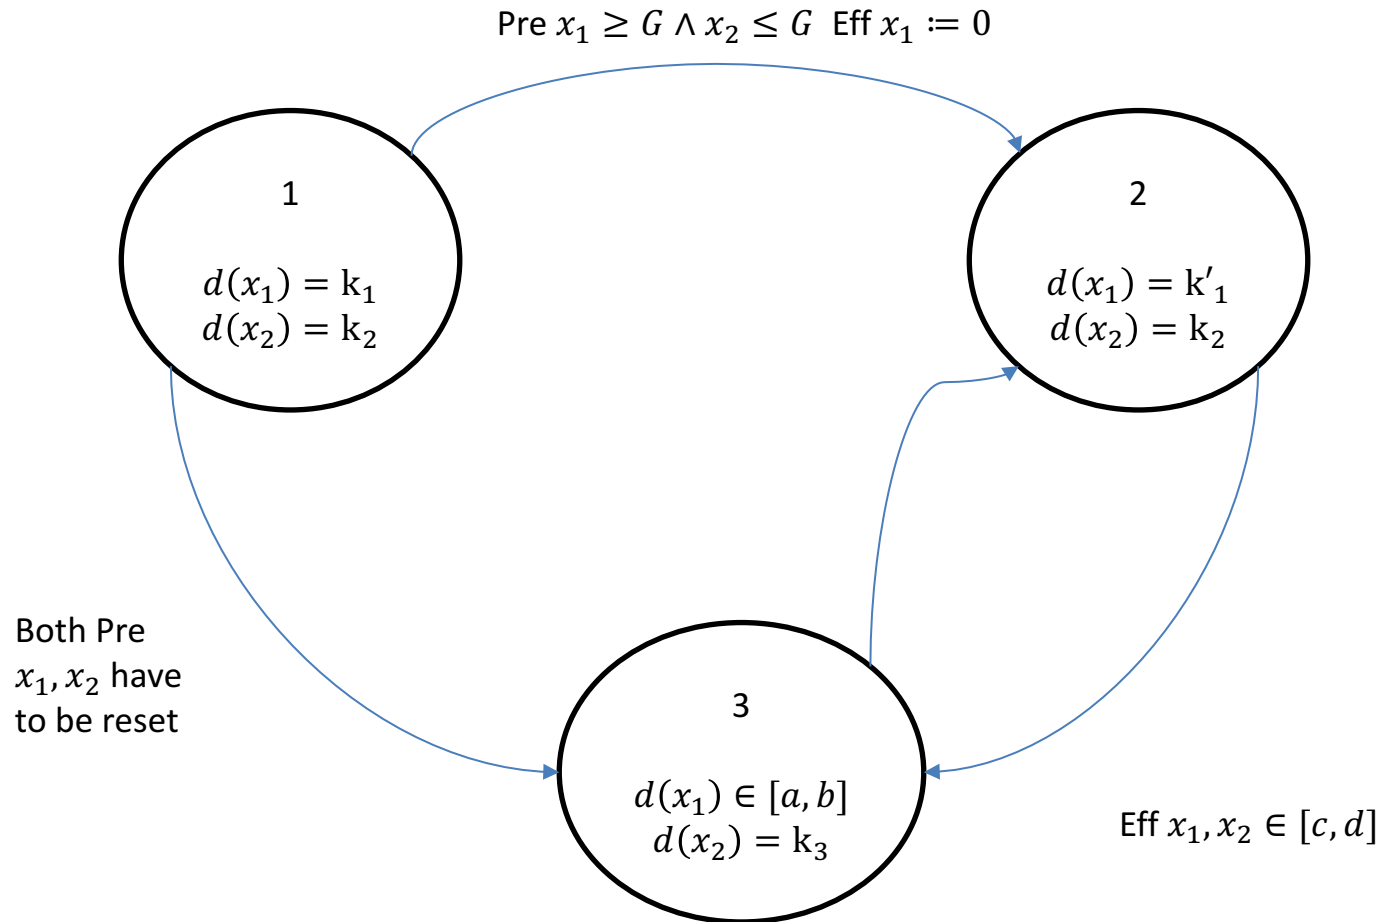 Pre x₁ ≥ G ∧ x₂ ≤ G Eff x₁ ≔ 0
1
d(x₁) = k₁
d(x₂) = k₂
2
d(x₁) = k′₁
d(x₂) = k₂
Both Pre
x₁, x₂ have
to be reset
3
d(x₁) ∈ [a, b]
d(x₂) = k₃
Eff x₁, x₂ ∈ [c, d]